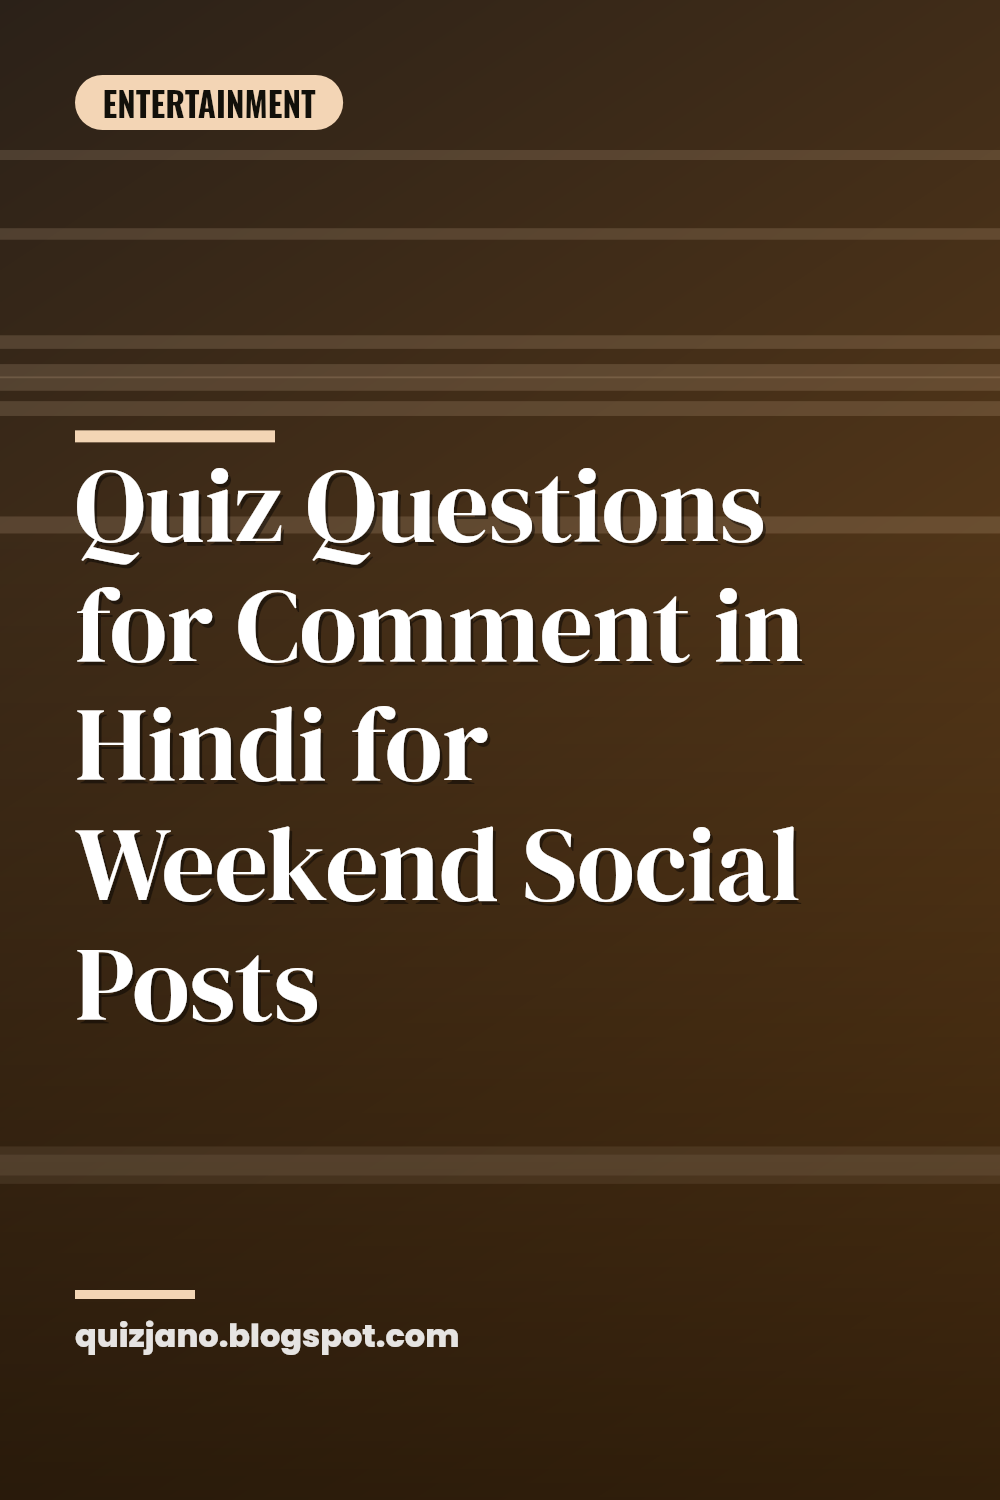 ENTERTAINMENT
Quiz Questions
for Comment in
Hindi for
Weekend Social
Posts
quizjano.blogspot.com